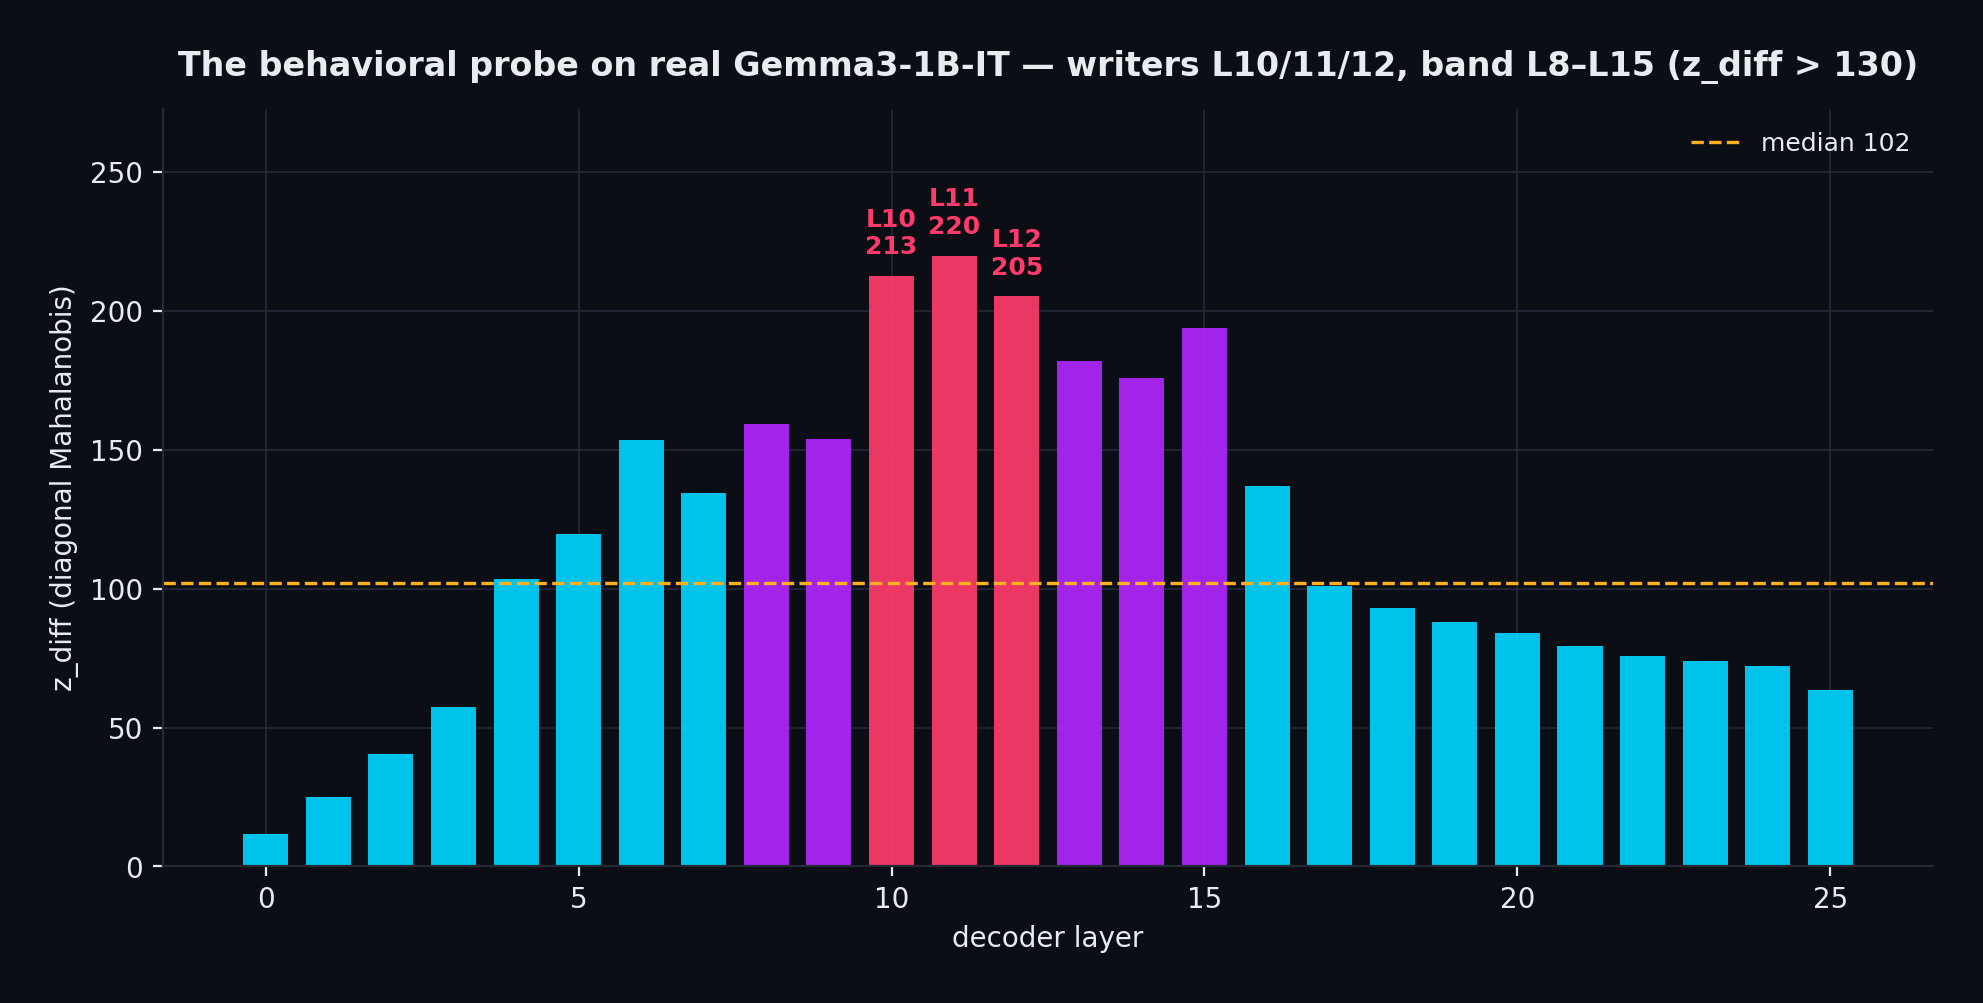 The behavioral probe on real Gemma3-1B-IT — writers L10/11/12, band L8–L15 (z_diff > 130)
median 102
z_diff (diagonal Mahalanobis)
250
200
150
100
50
0
L10
213
L11
220
L12
205
0
5
10
15
20
25
decoder layer